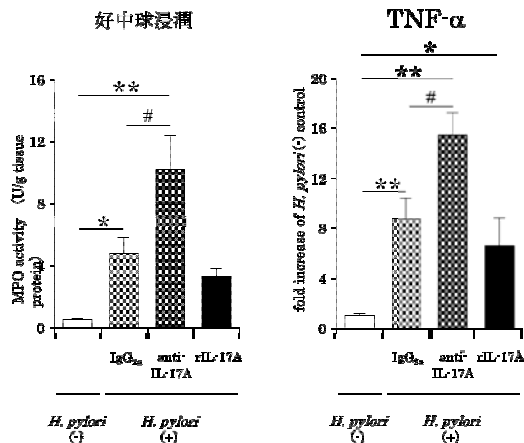 好中球浸潤
MPO activity (U/g tissue
protein)
16
12
8
4
0
**
#
*
IgG2a
anti-
IL-17A
rIL-17A
H. pylori
(-)
H. pylori
(+)
TNF-α
fold increase of H. pylori (-) control
20
16
12
8
4
0
*
**
#
**
IgG2a
anti-
IL-17A
rIL-17A
H. pylori
(-)
H. pylori
(+)